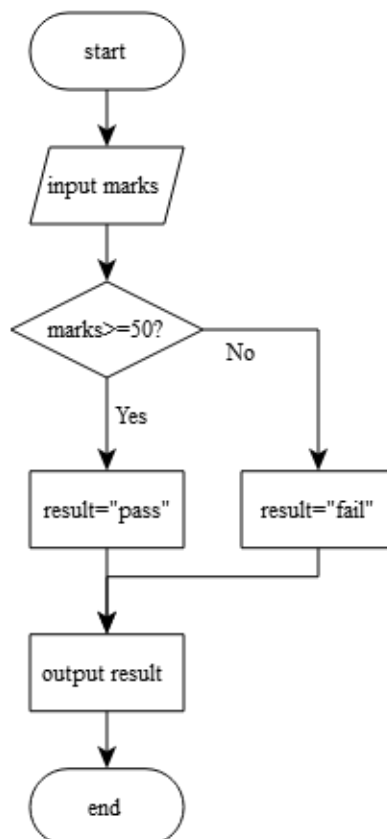 start
input marks
marks>=50?
No
Yes
result="pass"
result="fail"
output result
end